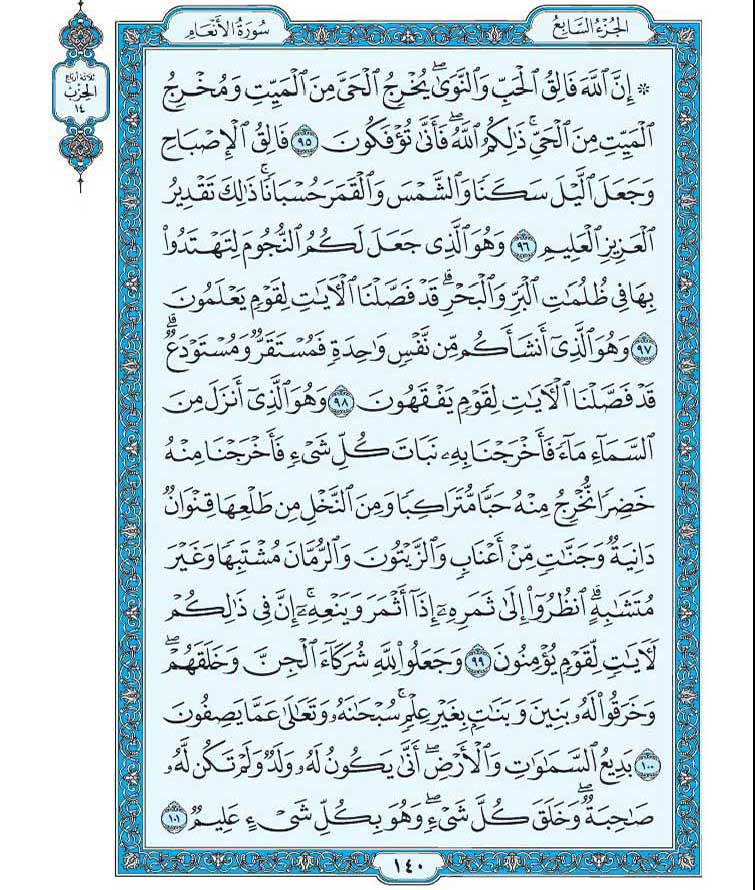 سُورَةُ الأَنْعَامِ
الجُزْءُ السَّابِعُ
ثلاثة أرباع
الحِزْبِ
١٤
۞ إِنَّ ٱللَّهَ فَالِقُ ٱلْحَبِّ وَٱلنَّوَىٰۖ يُخْرِجُ ٱلْحَىَّ مِنَ ٱلْمَيِّتِ وَمُخْرِجُ
ٱلْمَيِّتِ مِنَ ٱلْحَىِّۚ ذَٰلِكُمُ ٱللَّهُۖ فَأَنَّىٰ تُؤْفَكُونَ ٩٥ فَالِقُ ٱلْإِصْبَاحِ
وَجَعَلَ ٱلَّيْلَ سَكَنًا وَٱلشَّمْسَ وَٱلْقَمَرَ حُسْبَانًاۚ ذَٰلِكَ تَقْدِيرُ
ٱلْعَزِيزِ ٱلْعَلِيمِ ٩٦ وَهُوَ ٱلَّذِى جَعَلَ لَكُمُ ٱلنُّجُومَ لِتَهْتَدُوا۟
بِهَا فِى ظُلُمَٰتِ ٱلْبَرِّ وَٱلْبَحْرِۗ قَدْ فَصَّلْنَا ٱلْءَايَٰتِ لِقَوْمٍ يَعْلَمُونَ
٩٧ وَهُوَ ٱلَّذِىٓ أَنشَأَكُم مِّن نَّفْسٍ وَٰحِدَةٍ فَمُسْتَقَرٌّ وَمُسْتَوْدَعٌۗ
قَدْ فَصَّلْنَا ٱلْءَايَٰتِ لِقَوْمٍ يَفْقَهُونَ ٩٨ وَهُوَ ٱلَّذِىٓ أَنزَلَ مِنَ
ٱلسَّمَآءِ مَآءً فَأَخْرَجْنَا بِهِۦ نَبَاتَ كُلِّ شَىْءٍ فَأَخْرَجْنَا مِنْهُ
خَضِرًا نُّخْرِجُ مِنْهُ حَبًّا مُّتَرَاكِبًا وَمِنَ ٱلنَّخْلِ مِن طَلْعِهَا قِنْوَانٌ
دَانِيَةٌ وَجَنَّٰتٍ مِّنْ أَعْنَابٍ وَٱلزَّيْتُونَ وَٱلرُّمَّانَ مُشْتَبِهًا وَغَيْرَ
مُتَشَٰبِهٍۗ ٱنظُرُوٓا۟ إِلَىٰ ثَمَرِهِۦٓ إِذَآ أَثْمَرَ وَيَنْعِهِۦٓۚ إِنَّ فِى ذَٰلِكُمْ
لَءَايَٰتٍ لِّقَوْمٍ يُؤْمِنُونَ ٩٩ وَجَعَلُوا۟ لِلَّهِ شُرَكَآءَ ٱلْجِنَّ وَخَلَقَهُمْۖ
وَخَرَقُوا۟ لَهُۥ بَنِينَ وَبَنَٰتٍۭ بِغَيْرِ عِلْمٍۚ سُبْحَٰنَهُۥ وَتَعَٰلَىٰ عَمَّا يَصِفُونَ
١٠٠ بَدِيعُ ٱلسَّمَٰوَٰتِ وَٱلْأَرْضِۖ أَنَّىٰ يَكُونُ لَهُۥ وَلَدٌ وَلَمْ تَكُن لَّهُۥ
صَٰحِبَةٌۖ وَخَلَقَ كُلَّ شَىْءٍۖ وَهُوَ بِكُلِّ شَىْءٍ عَلِيمٌ ١٠١
١٤٠